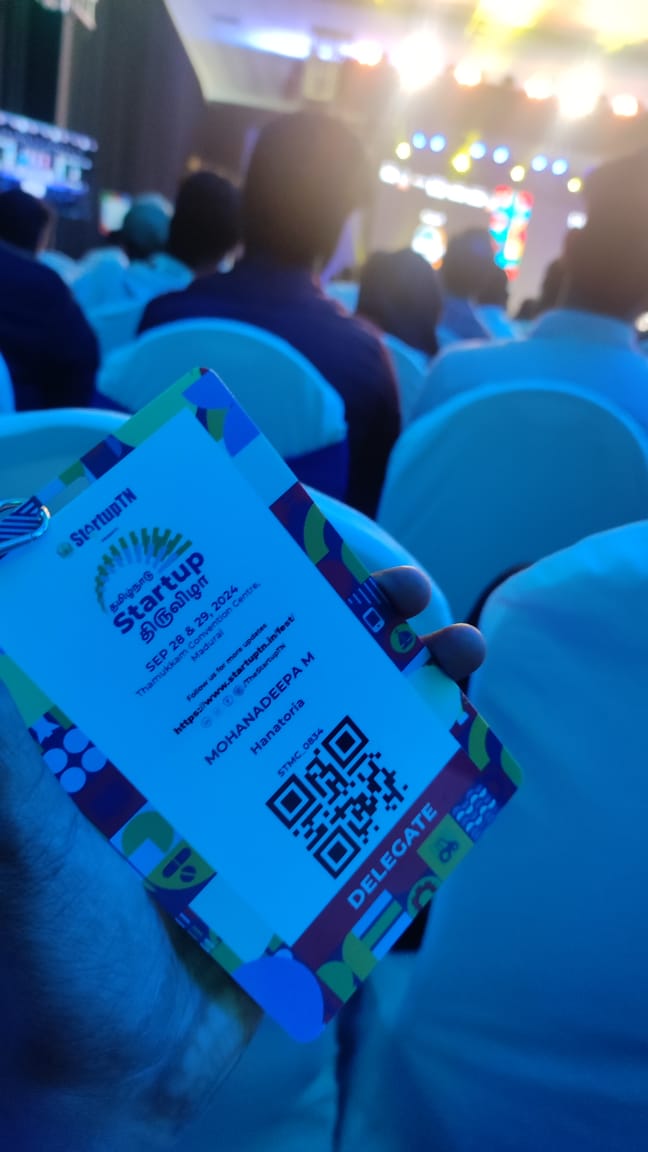 StartupTN
தமிழ்நாடு
Startup
திருவிழா
SEP 28 & 29, 2024
Thamukkam Convention Centre,
Madurai
Follow us for more updates
https://www.startuptn.in/fest/
@/TheStartupTN
MOHANADEEPA M
Hanatoria
STMC_0834
DELEGATE